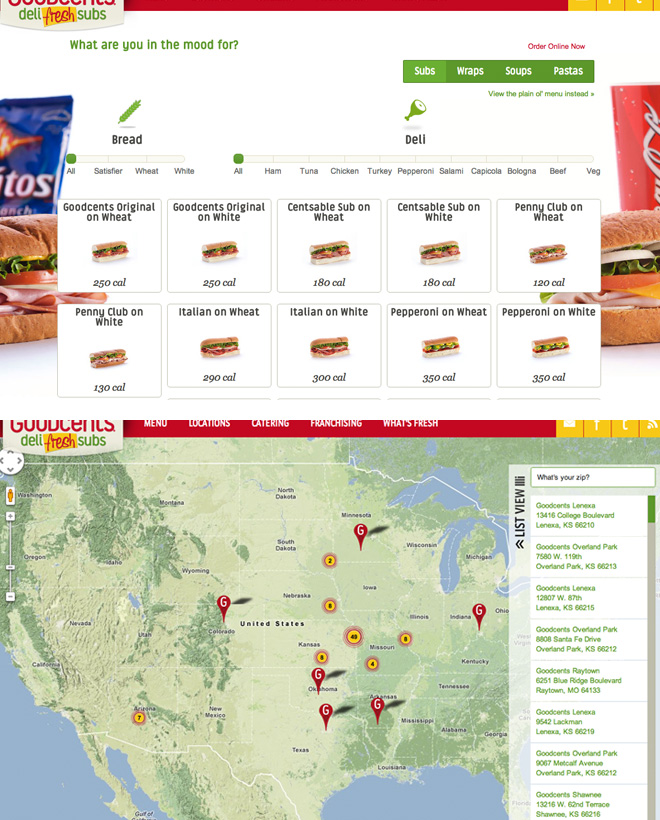 Goodcents
deli fresh subs
What are you in the mood for?
Order Online Now
Subs Wraps Soups Pastas
View the plain ol' menu instead »
Bread
Deli
All Satisfier Wheat White
All Ham Tuna Chicken Turkey Pepperoni Salami Capicola Bologna Beef Veg
itos
Goodcents Original
on Wheat
250 cal
Goodcents Original
on White
250 cal
Centsable Sub on
Wheat
180 cal
Centsable Sub on
White
180 cal
Penny Club on
Wheat
120 cal
Penny Club on
White
130 cal
Italian on Wheat
290 cal
Italian on White
300 cal
Pepperoni on Wheat
350 cal
Pepperoni on White
350 cal
GOODCENTS
deli fresh subs
MENU LOCATIONS CATERING FRANCHISING WHAT'S FRESH
Washington
Montana
North
Dakota
Minnesota
G
Oregon
Idaho
South
Dakota
Wisconsin
Michigan
Wyoming
2
Iowa
Nebraska
8
G
Nevada
Utah
Colorado
United States
Illinois
Indiana
G
Ohio
49
8
Kansas
Missouri
California
6
4
Kentucky
G
Oklahoma
Tennessee
Arizona
7
New
Mexico
G
G
Arkansas
Mississippi
Texas
Alabama
Georgia
Louisiana
Gulf of
LIST VIEW
What's your zip?
Goodcents Lenexa
13416 College Boulevard
Lenexa, KS 66210
Goodcents Overland Park
7580 W. 119th
Overland Park, KS 66213
Goodcents Lenexa
12807 W. 87th
Lenexa, KS 66215
Goodcents Overland Park
8808 Santa Fe Drive
Overland Park, KS 66212
Goodcents Raytown
6251 Blue Ridge Boulevard
Raytown, MO 64133
Goodcents Lenexa
9542 Lackman
Lenexa, KS 66219
Goodcents Overland Park
9067 Metcalf Avenue
Overland Park, KS 66212
Goodcents Shawnee
13216 W. 62nd Terrace
Shawnee, KS 66216